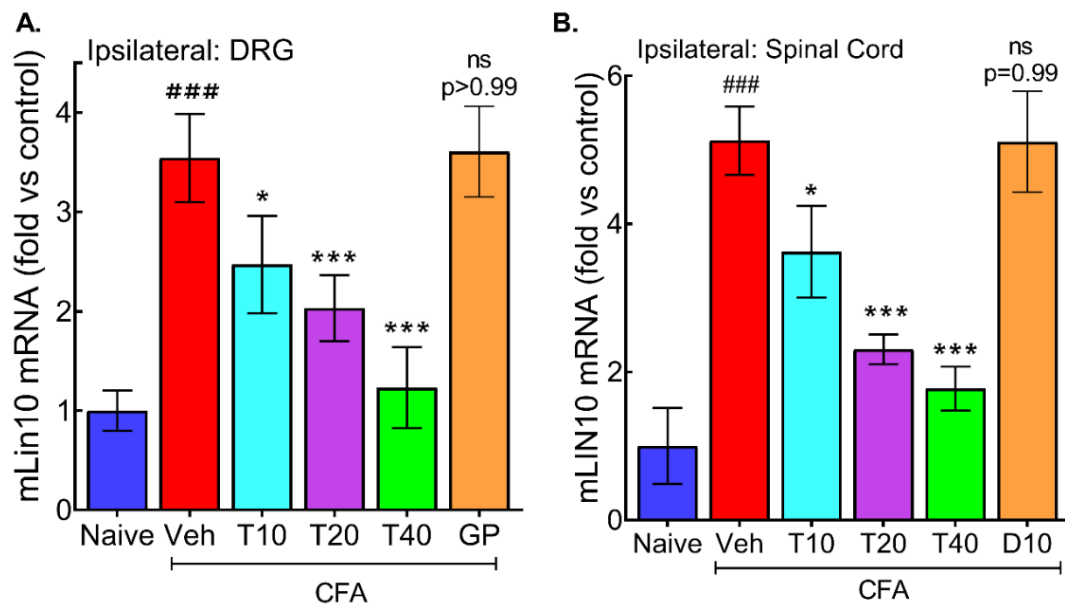 A.
Ipsilateral: DRG
mLin10 mRNA (fold vs control)
4
3
2
1
0
###
*
***
***
ns
p>0.99
Naive Veh T10 T20 T40 GP
CFA
B.
Ipsilateral: Spinal Cord
mLIN10 mRNA (fold vs control)
6
4
2
0
###
*
***
***
ns
p=0.99
Naive Veh T10 T20 T40 D10
CFA